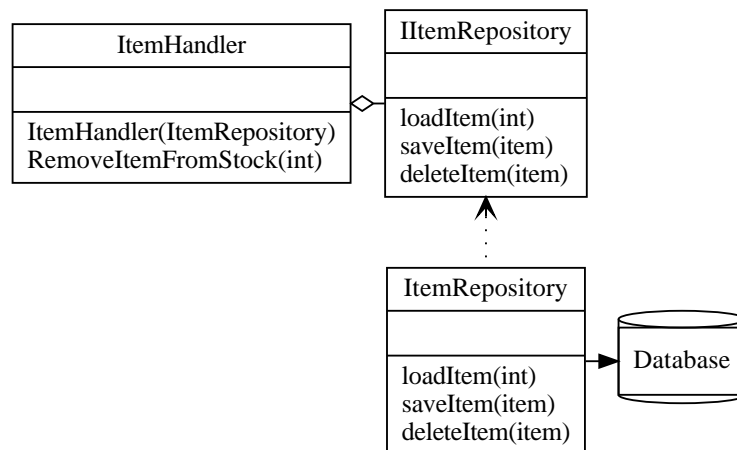 ItemHandler
ItemHandler(ItemRepository)
RemoveItemFromStock(int)
IItemRepository
loadItem(int)
saveItem(item)
deleteItem(item)
ItemRepository
loadItem(int)
saveItem(item)
deleteItem(item)
Database